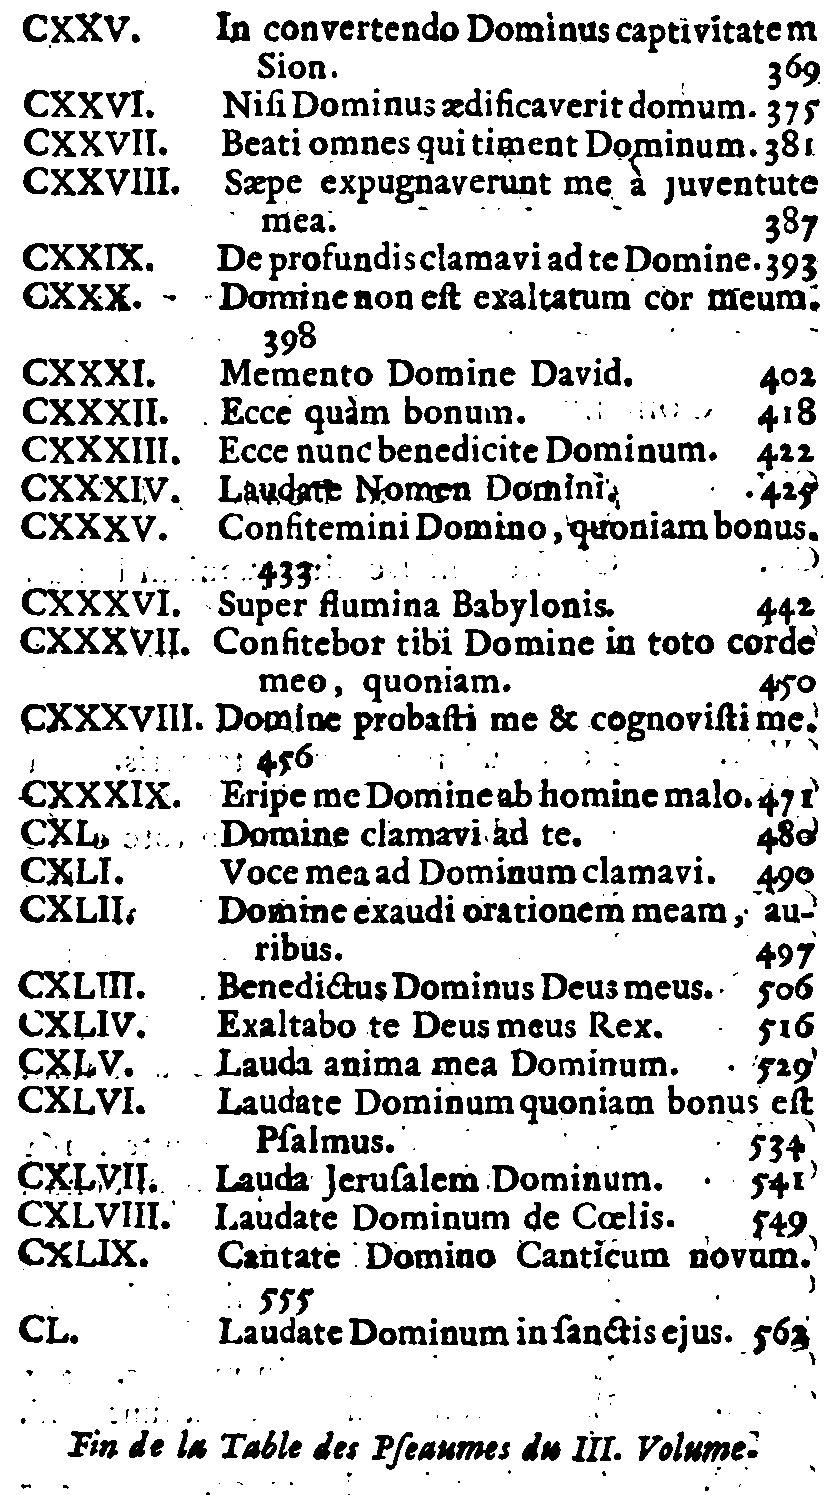 CXXV. In convertendo Dominus captivitatem
Sion. 369
CXXVI. Niſi Dominus ædificaverit domum. 375
CXXVII. Beati omnes qui timent Dominum. 381
CXXVIII. Sæpe expugnaverunt me à juventute
mea. 387
CXXIX. De profundis clamavi ad te Domine. 393
CXXX. Domine non eſt exaltatum cor meum.
398
CXXXI. Memento Domine David. 402
CXXXII. Ecce quàm bonum. 418
CXXXIII. Ecce nunc benedicite Dominum. 422
CXXXIV. Laudate Nomen Domini, 425
CXXXV. Confitemini Domino, quoniam bonus.
433
CXXXVI. Super flumina Babylonis. 442
CXXXVII. Confitebor tibi Domine in toto corde
meo, quoniam. 450
CXXXVIII. Domine probaſti me & cognoviſti me.
456
CXXXIX. Eripe me Domine ab homine malo. 471
CXL. Domine clamavi ad te. 480
CXLI. Voce mea ad Dominum clamavi. 490
CXLII. Domine exaudi orationem meam, au-
ribus. 497
CXLIII. Benedictus Dominus Deus meus. 506
CXLIV. Exaltabo te Deus meus Rex. 516
CXLV. Lauda anima mea Dominum. 529
CXLVI. Laudate Dominum quoniam bonus eſt
Pſalmus. 534
CXLVII. Lauda Jeruſalem Dominum. 541
CXLVIII. Laudate Dominum de Cœlis. 549
CXLIX. Cantate Domino Canticum novum.
555
CL. Laudate Dominum in ſanctis ejus. 562
Fin de la Table des Pſeaumes du III. Volume.